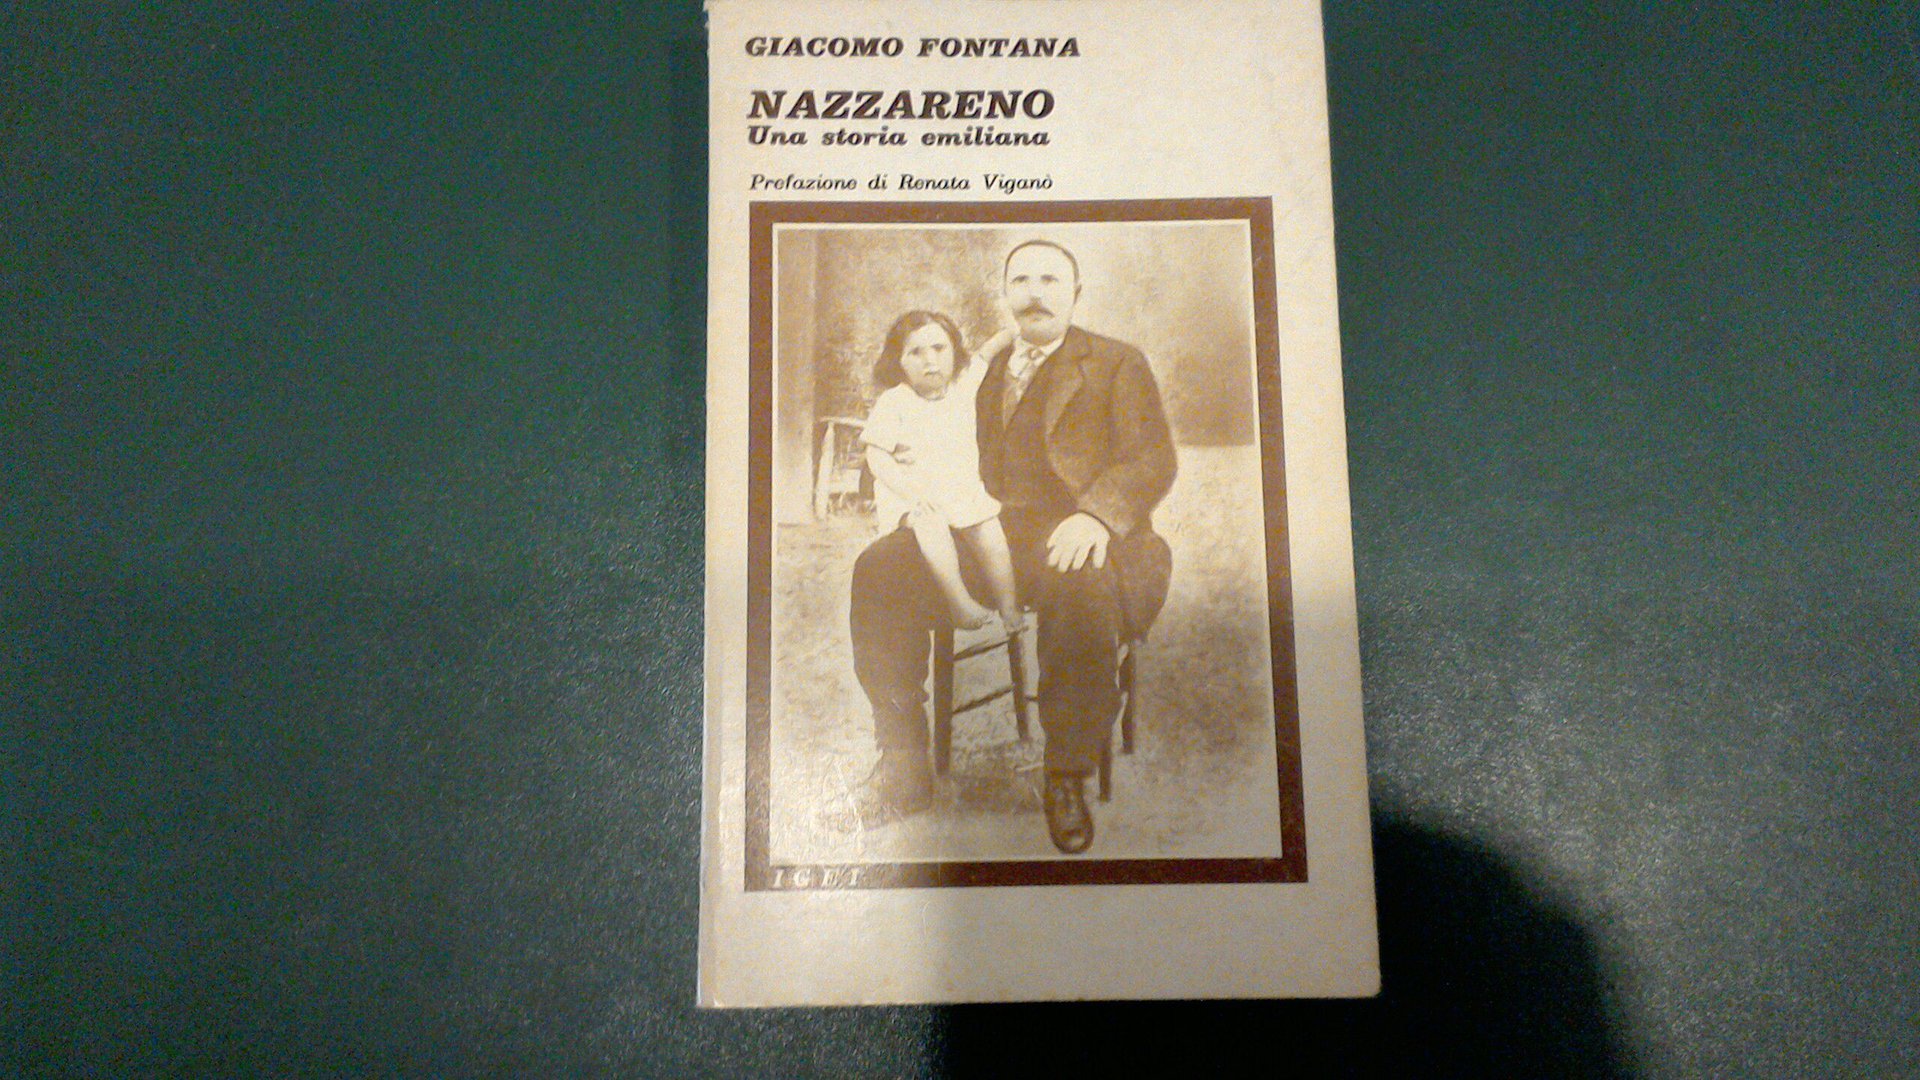 GIACOMO FONTANA
NAZZARENO
Una storia emiliana
Prefazione di Renata Viganò
IGEI